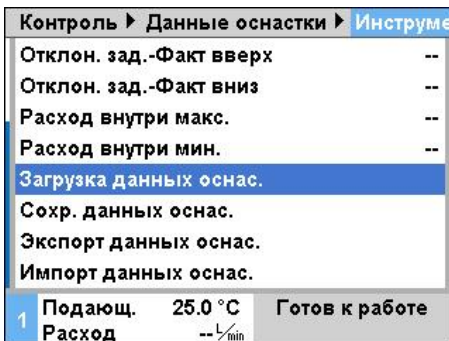 Контроль ▶ Данные оснастки ▶ Инструме
Отклон. зад.-Факт вверх --
Отклон. зад.-Факт вниз --
Расход внутри макс. --
Расход внутри мин. --
Загрузка данных оснас.
Сохр. данных оснас.
Экспорт данных оснас.
Импорт данных оснас.
1 Подающ. 25.0 °C Готов к работе
Расход -- L/min